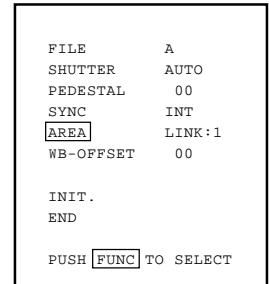 FILE A
SHUTTER AUTO
PEDESTAL 00
SYNC INT
AREA LINK:1
WB-OFFSET 00
INIT.
END
PUSH FUNC TO SELECT